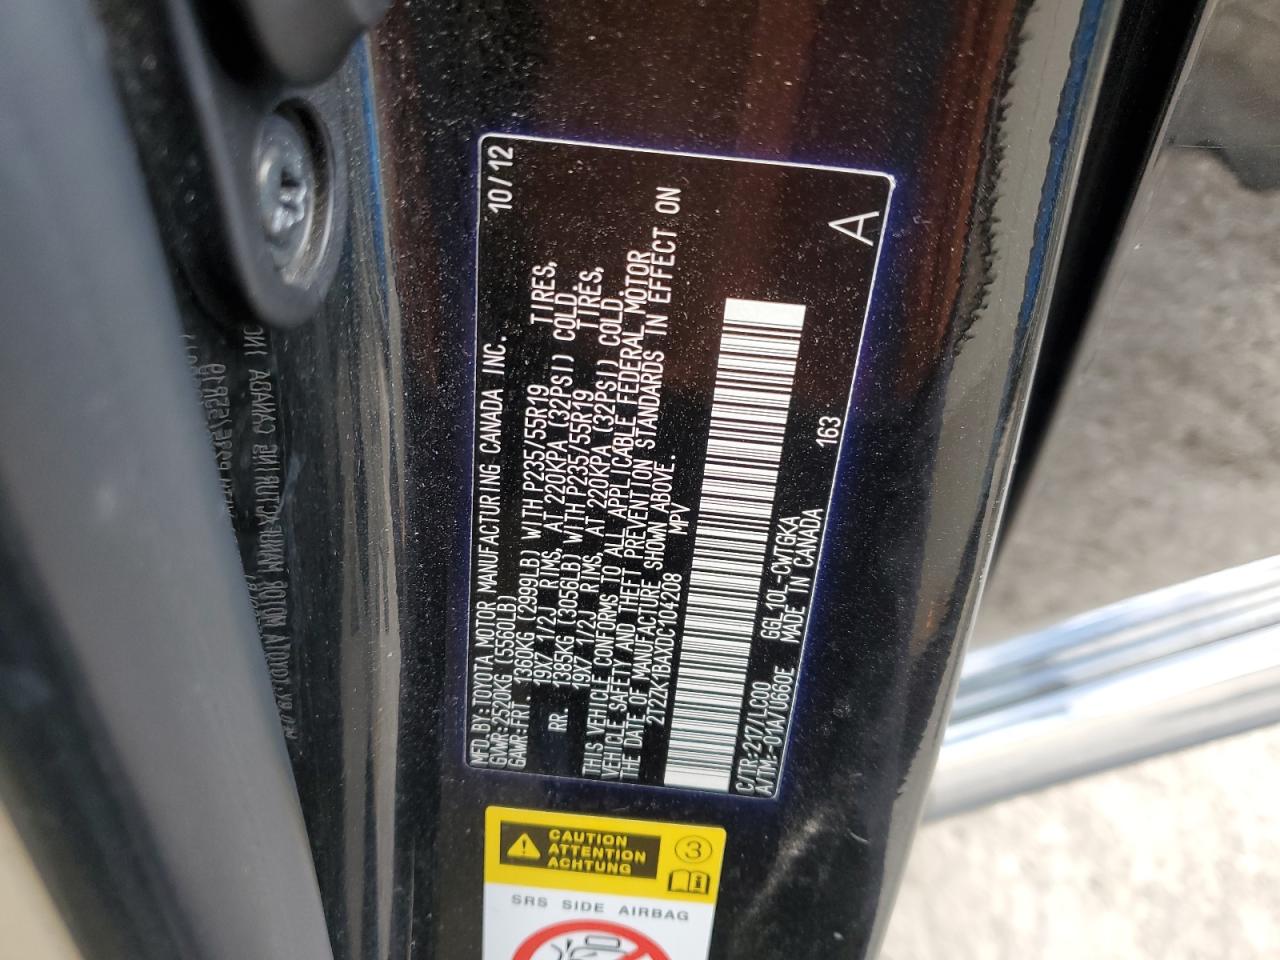 MFD.BY:TOYOTA MOTOR MANUFACTURING CANADA INC. 10/12
GVWR:2520KG (5560LB)
GAWR:FRT. 1360KG (2999LB) WITH P235/55R19 TIRES,
19X7 1/2J RIMS, AT 220KPA (32PSI) COLD
RR. 1385KG (3056LB) WITH P235/55R19 TIRES,
19X7 1/2J RIMS, AT 220KPA (32PSI) COLD.
THIS VEHICLE CONFORMS TO ALL APPLICABLE FEDERAL MOTOR
VEHICLE SAFETY AND THEFT PREVENTION STANDARDS IN EFFECT ON
THE DATE OF MANUFACTURE SHOWN ABOVE.
2T2ZK1BAXDC104208 MPV
C/TR:217/LC00 GGL10L-CWTGKA 163
A/TM:-01A/U660E MADE IN CANADA
A
CAUTION
ATTENTION
ACHTUNG
3
SRS SIDE AIRBAG